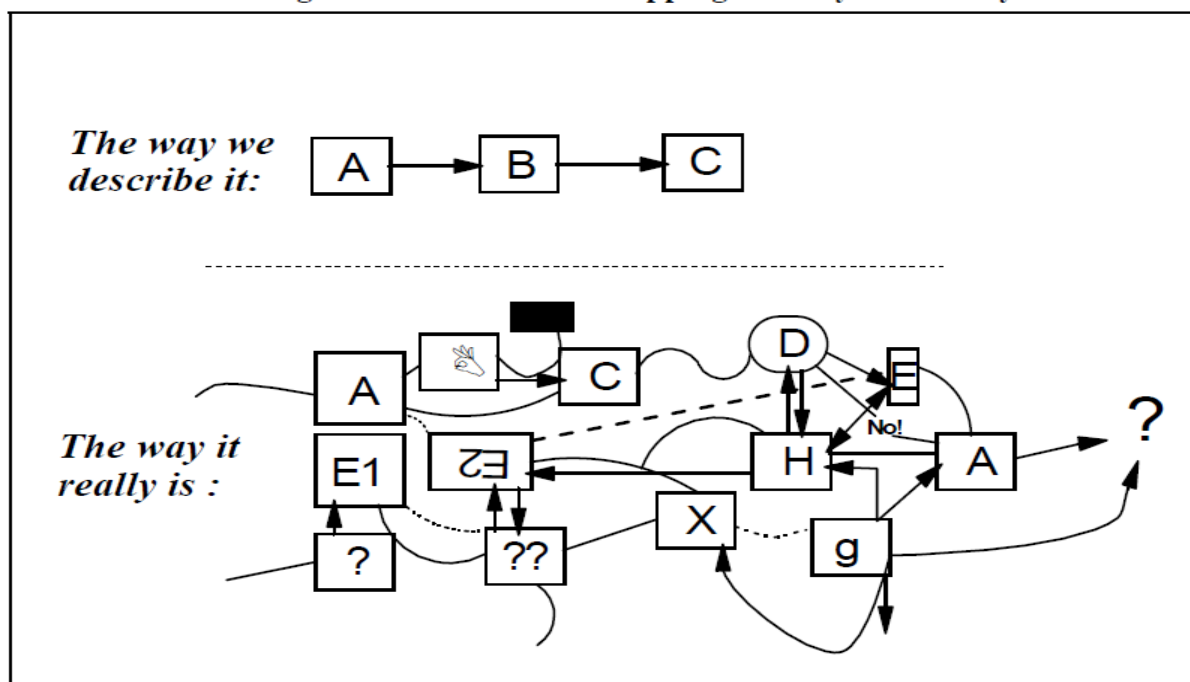 The way we
describe it:
A
B
C
The way it
really is :
A
C
D
E
No!
?
E1
E2
H
A
?
??
X
g